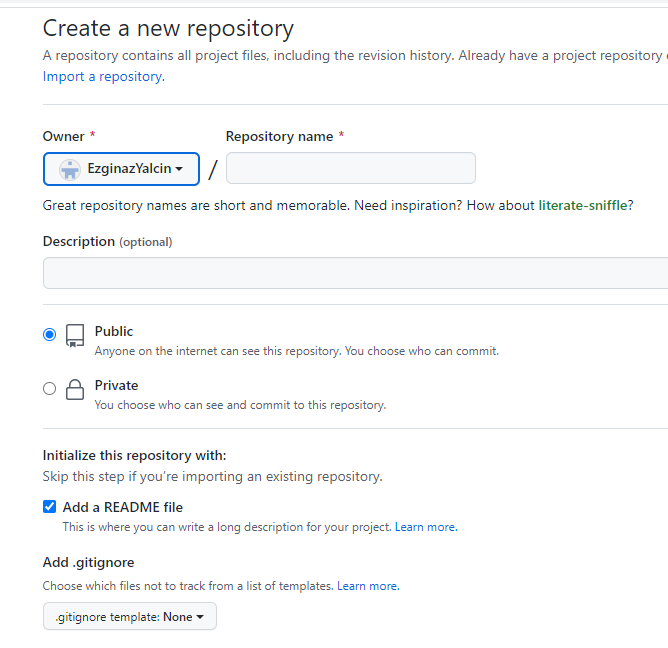 Create a new repository
A repository contains all project files, including the revision history. Already have a project repository
Import a repository.
Owner * Repository name *
EzginazYalcin /
Great repository names are short and memorable. Need inspiration? How about literate-sniffle?
Description (optional)
Public
Anyone on the internet can see this repository. You choose who can commit.
Private
You choose who can see and commit to this repository.
Initialize this repository with:
Skip this step if you're importing an existing repository.
Add a README file
This is where you can write a long description for your project. Learn more.
Add .gitignore
Choose which files not to track from a list of templates. Learn more.
.gitignore template: None